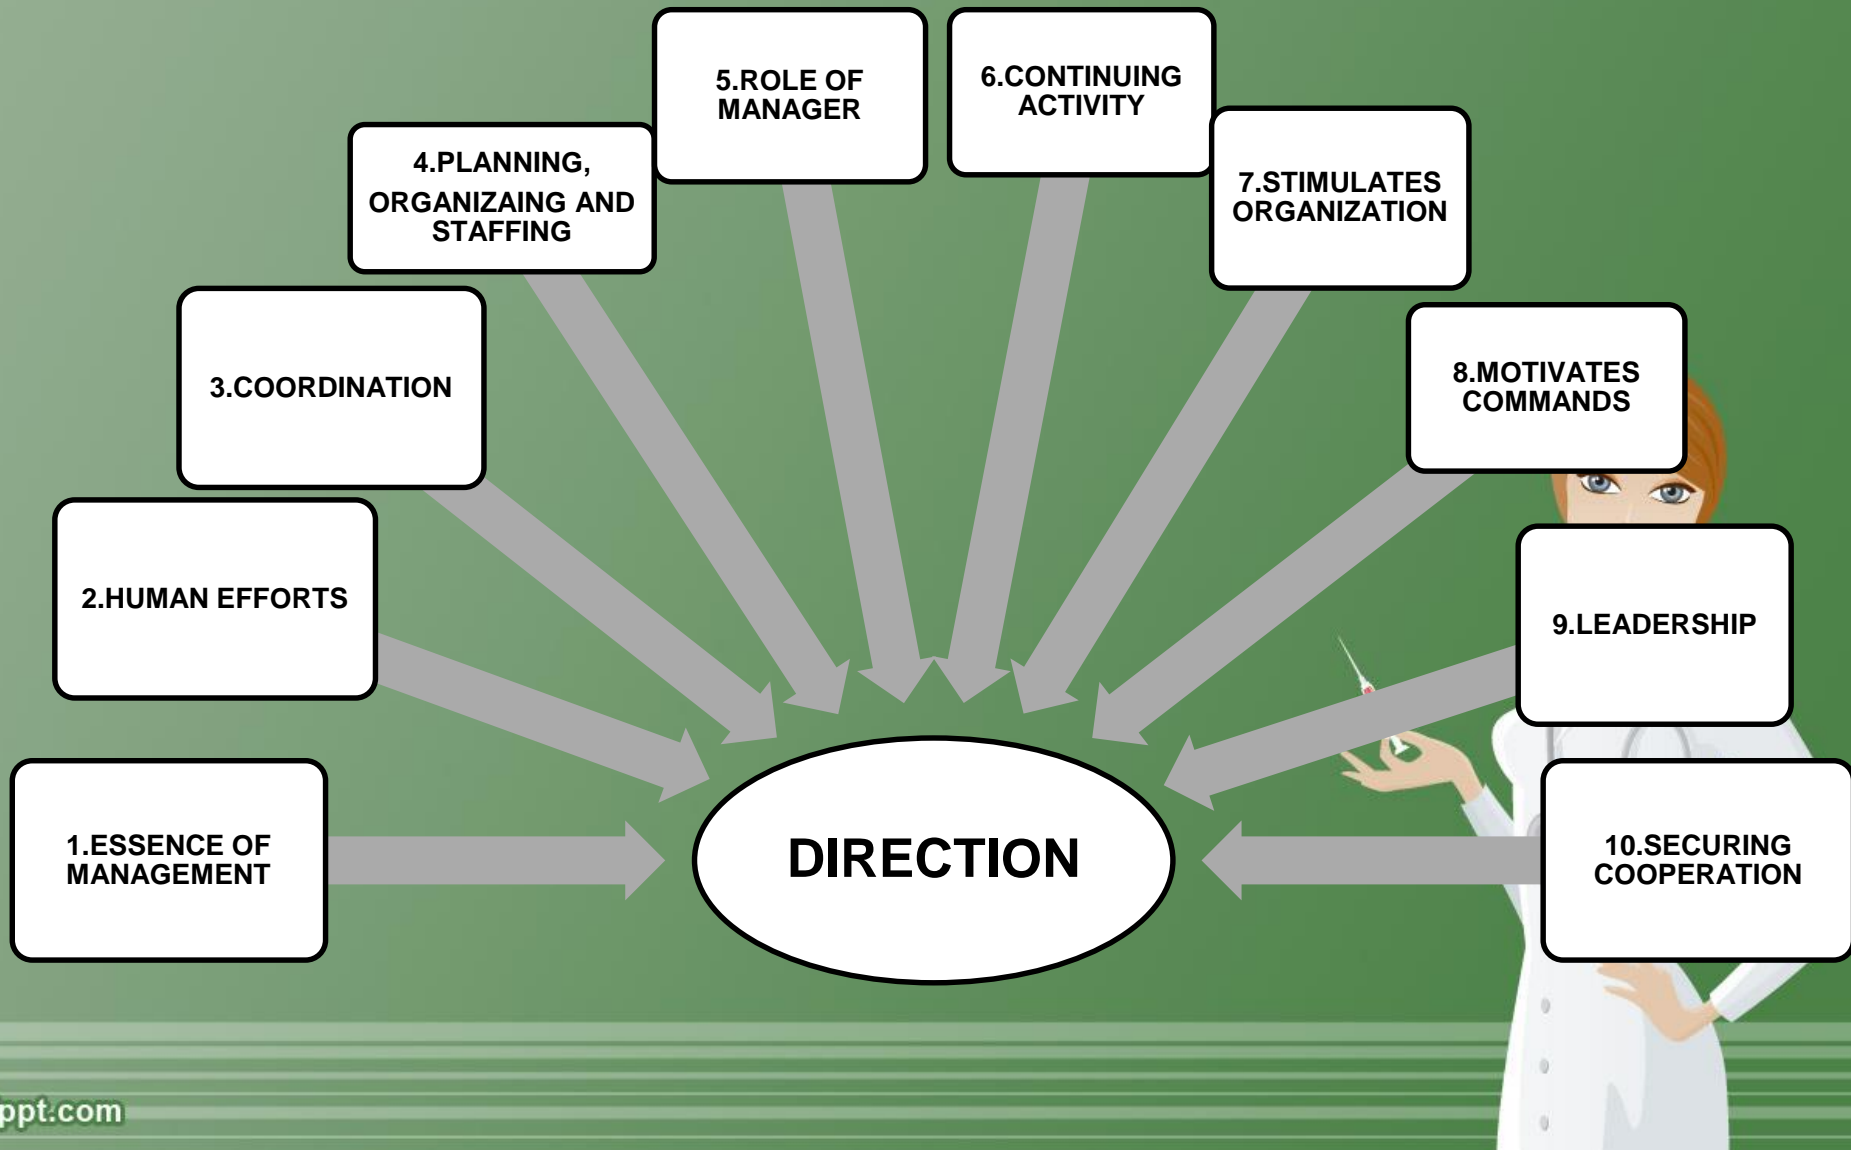 1.ESSENCE OF
MANAGEMENT
2.HUMAN EFFORTS
3.COORDINATION
4.PLANNING,
ORGANIZAING AND
STAFFING
5.ROLE OF
MANAGER
6.CONTINUING
ACTIVITY
7.STIMULATES
ORGANIZATION
8.MOTIVATES
COMMANDS
9.LEADERSHIP
10.SECURING
COOPERATION
DIRECTION
ppt.com